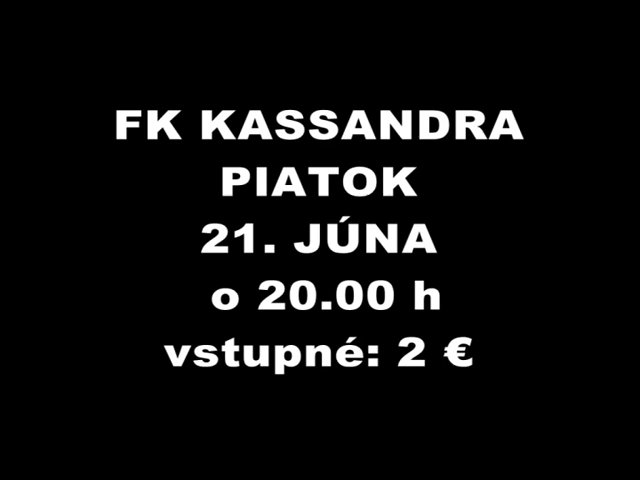 FK KASSANDRA
PIATOK
21. JÚNA
o 20.00 h
vstupné: 2 €